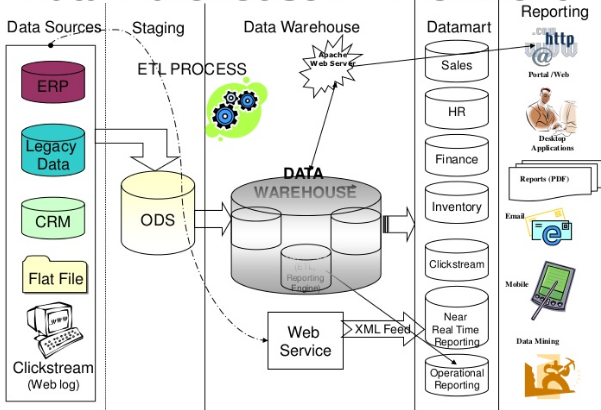 Reporting
Data Sources
Staging
Data Warehouse
Datamart
ETL PROCESS
Apache
Web Server
.com
http
@
Portal /Web
ERP
Legacy
Data
CRM
Flat File
Clickstream
(Web log)
ODS
DATA
WAREHOUSE
(ETL,
Reporting
Engine)
Web
Service
XML Feed
Sales
HR
Finance
Inventory
Clickstream
Near
Real Time
Reporting
Operational
Reporting
Desktop
Applications
Reports (PDF)
Email
Mobile
Data Mining